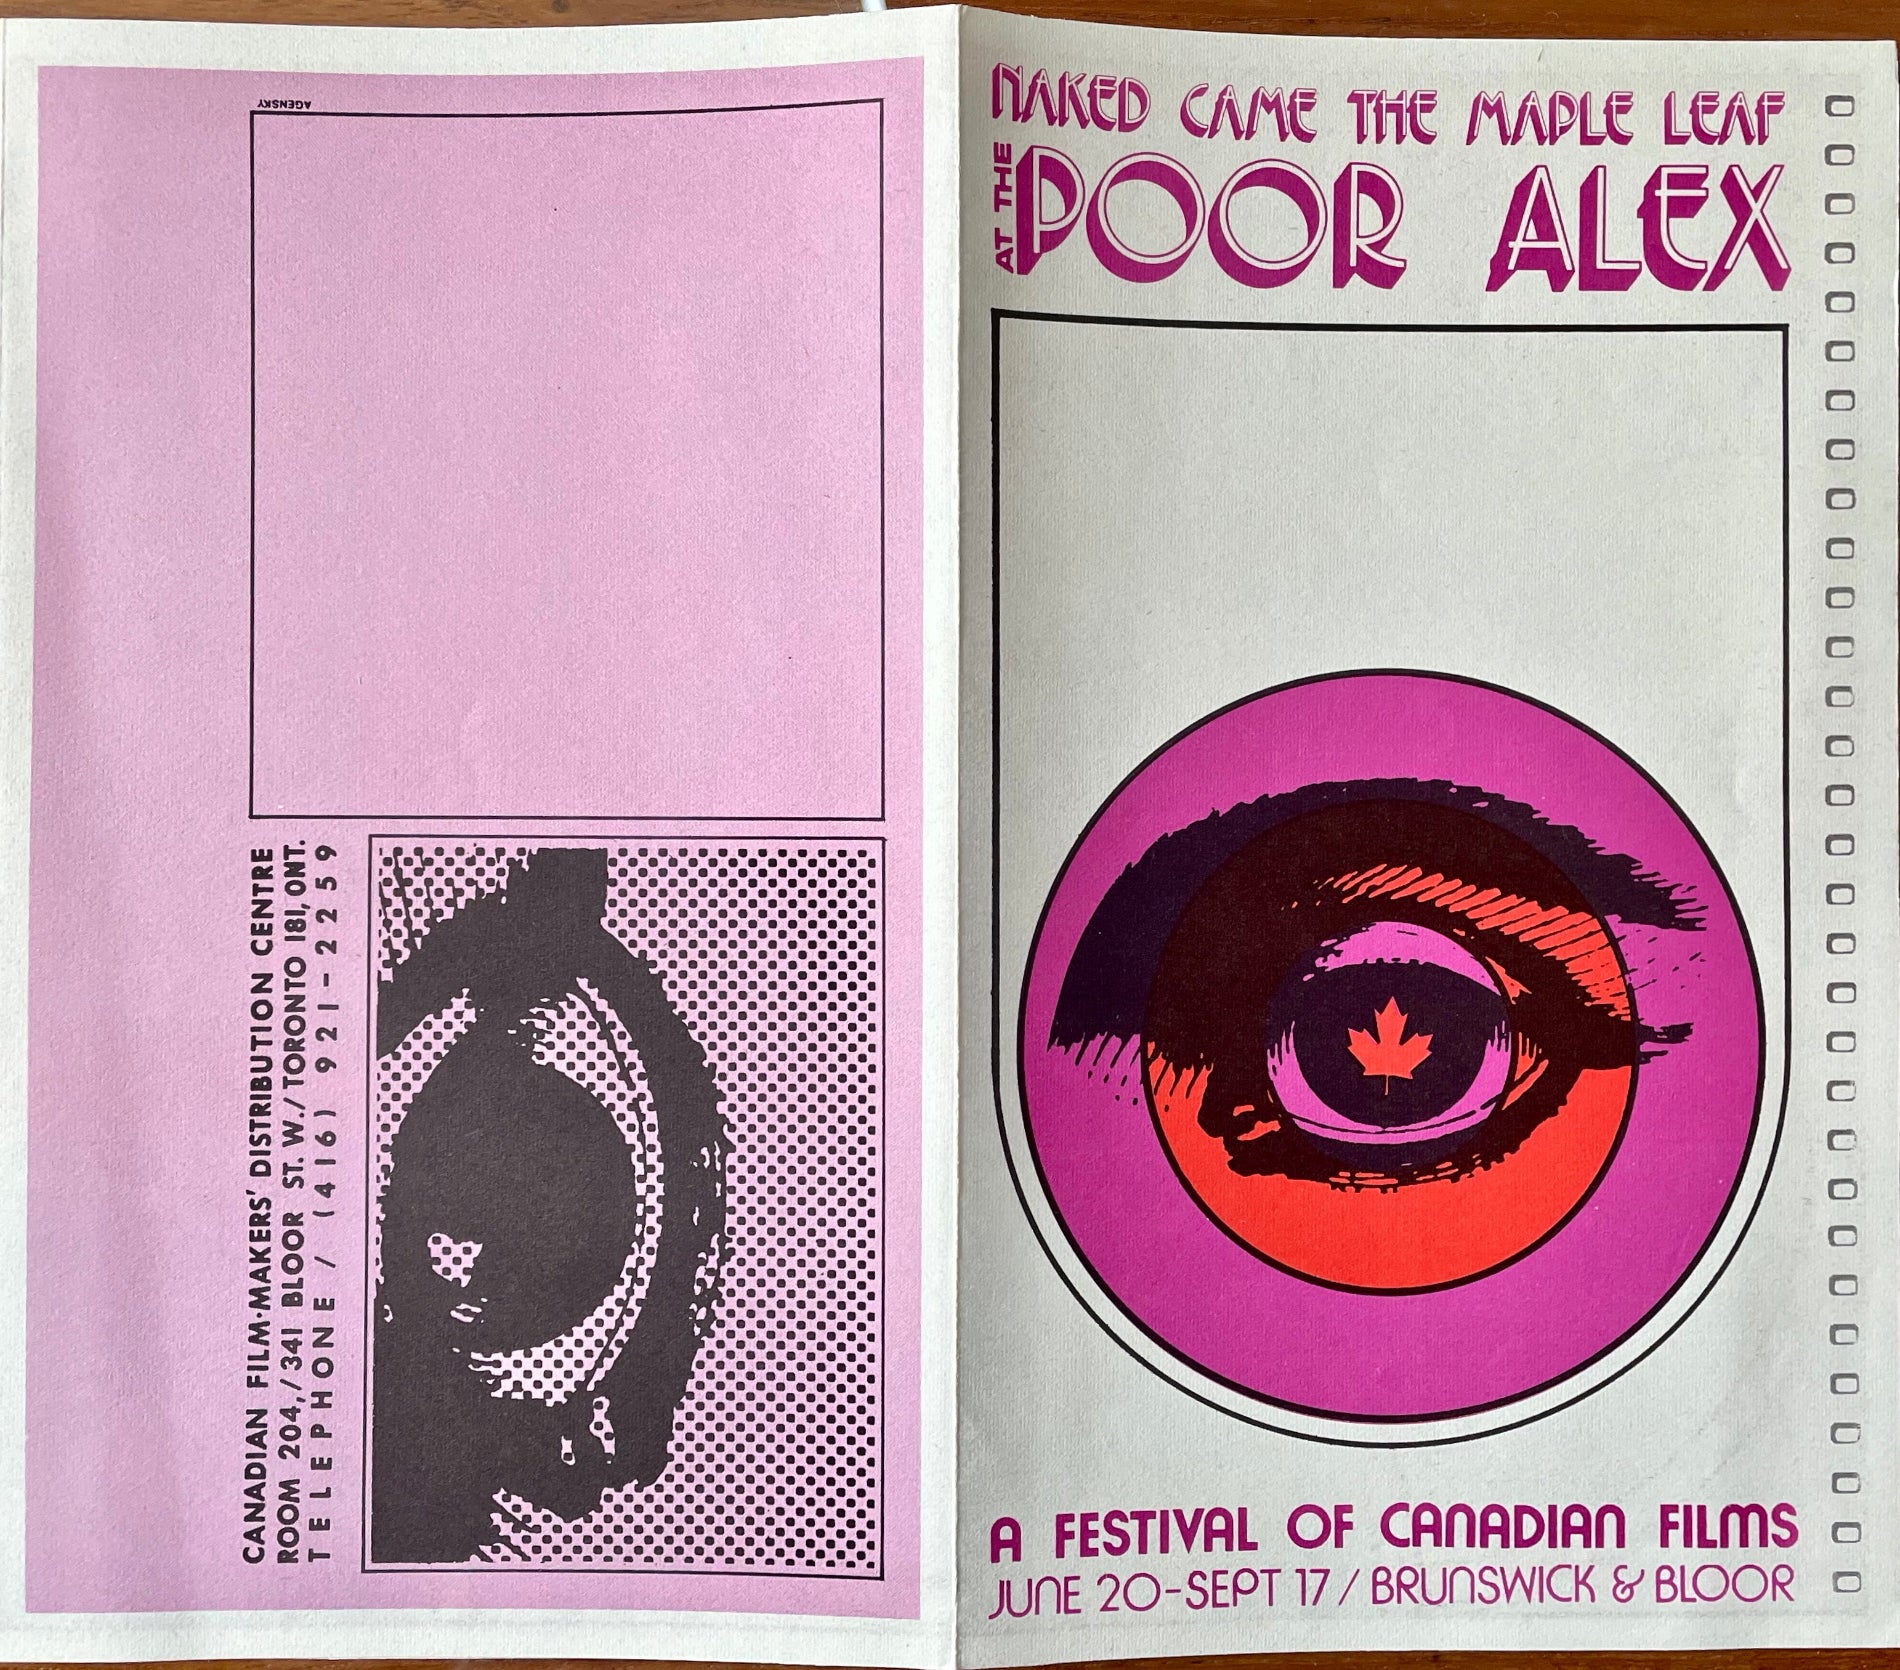 AGENSKY
CANADIAN FILM-MAKERS' DISTRIBUTION CENTRE
ROOM 204,/341 BLOOR ST. W./TORONTO 181, ONT.
TELEPHONE / (416) 921-2259
NAKED CAME THE MAPLE LEAF
AT THE
POOR ALEX
A FESTIVAL OF CANADIAN FILMS
JUNE 20-SEPT 17/BRUNSWICK & BLOOR